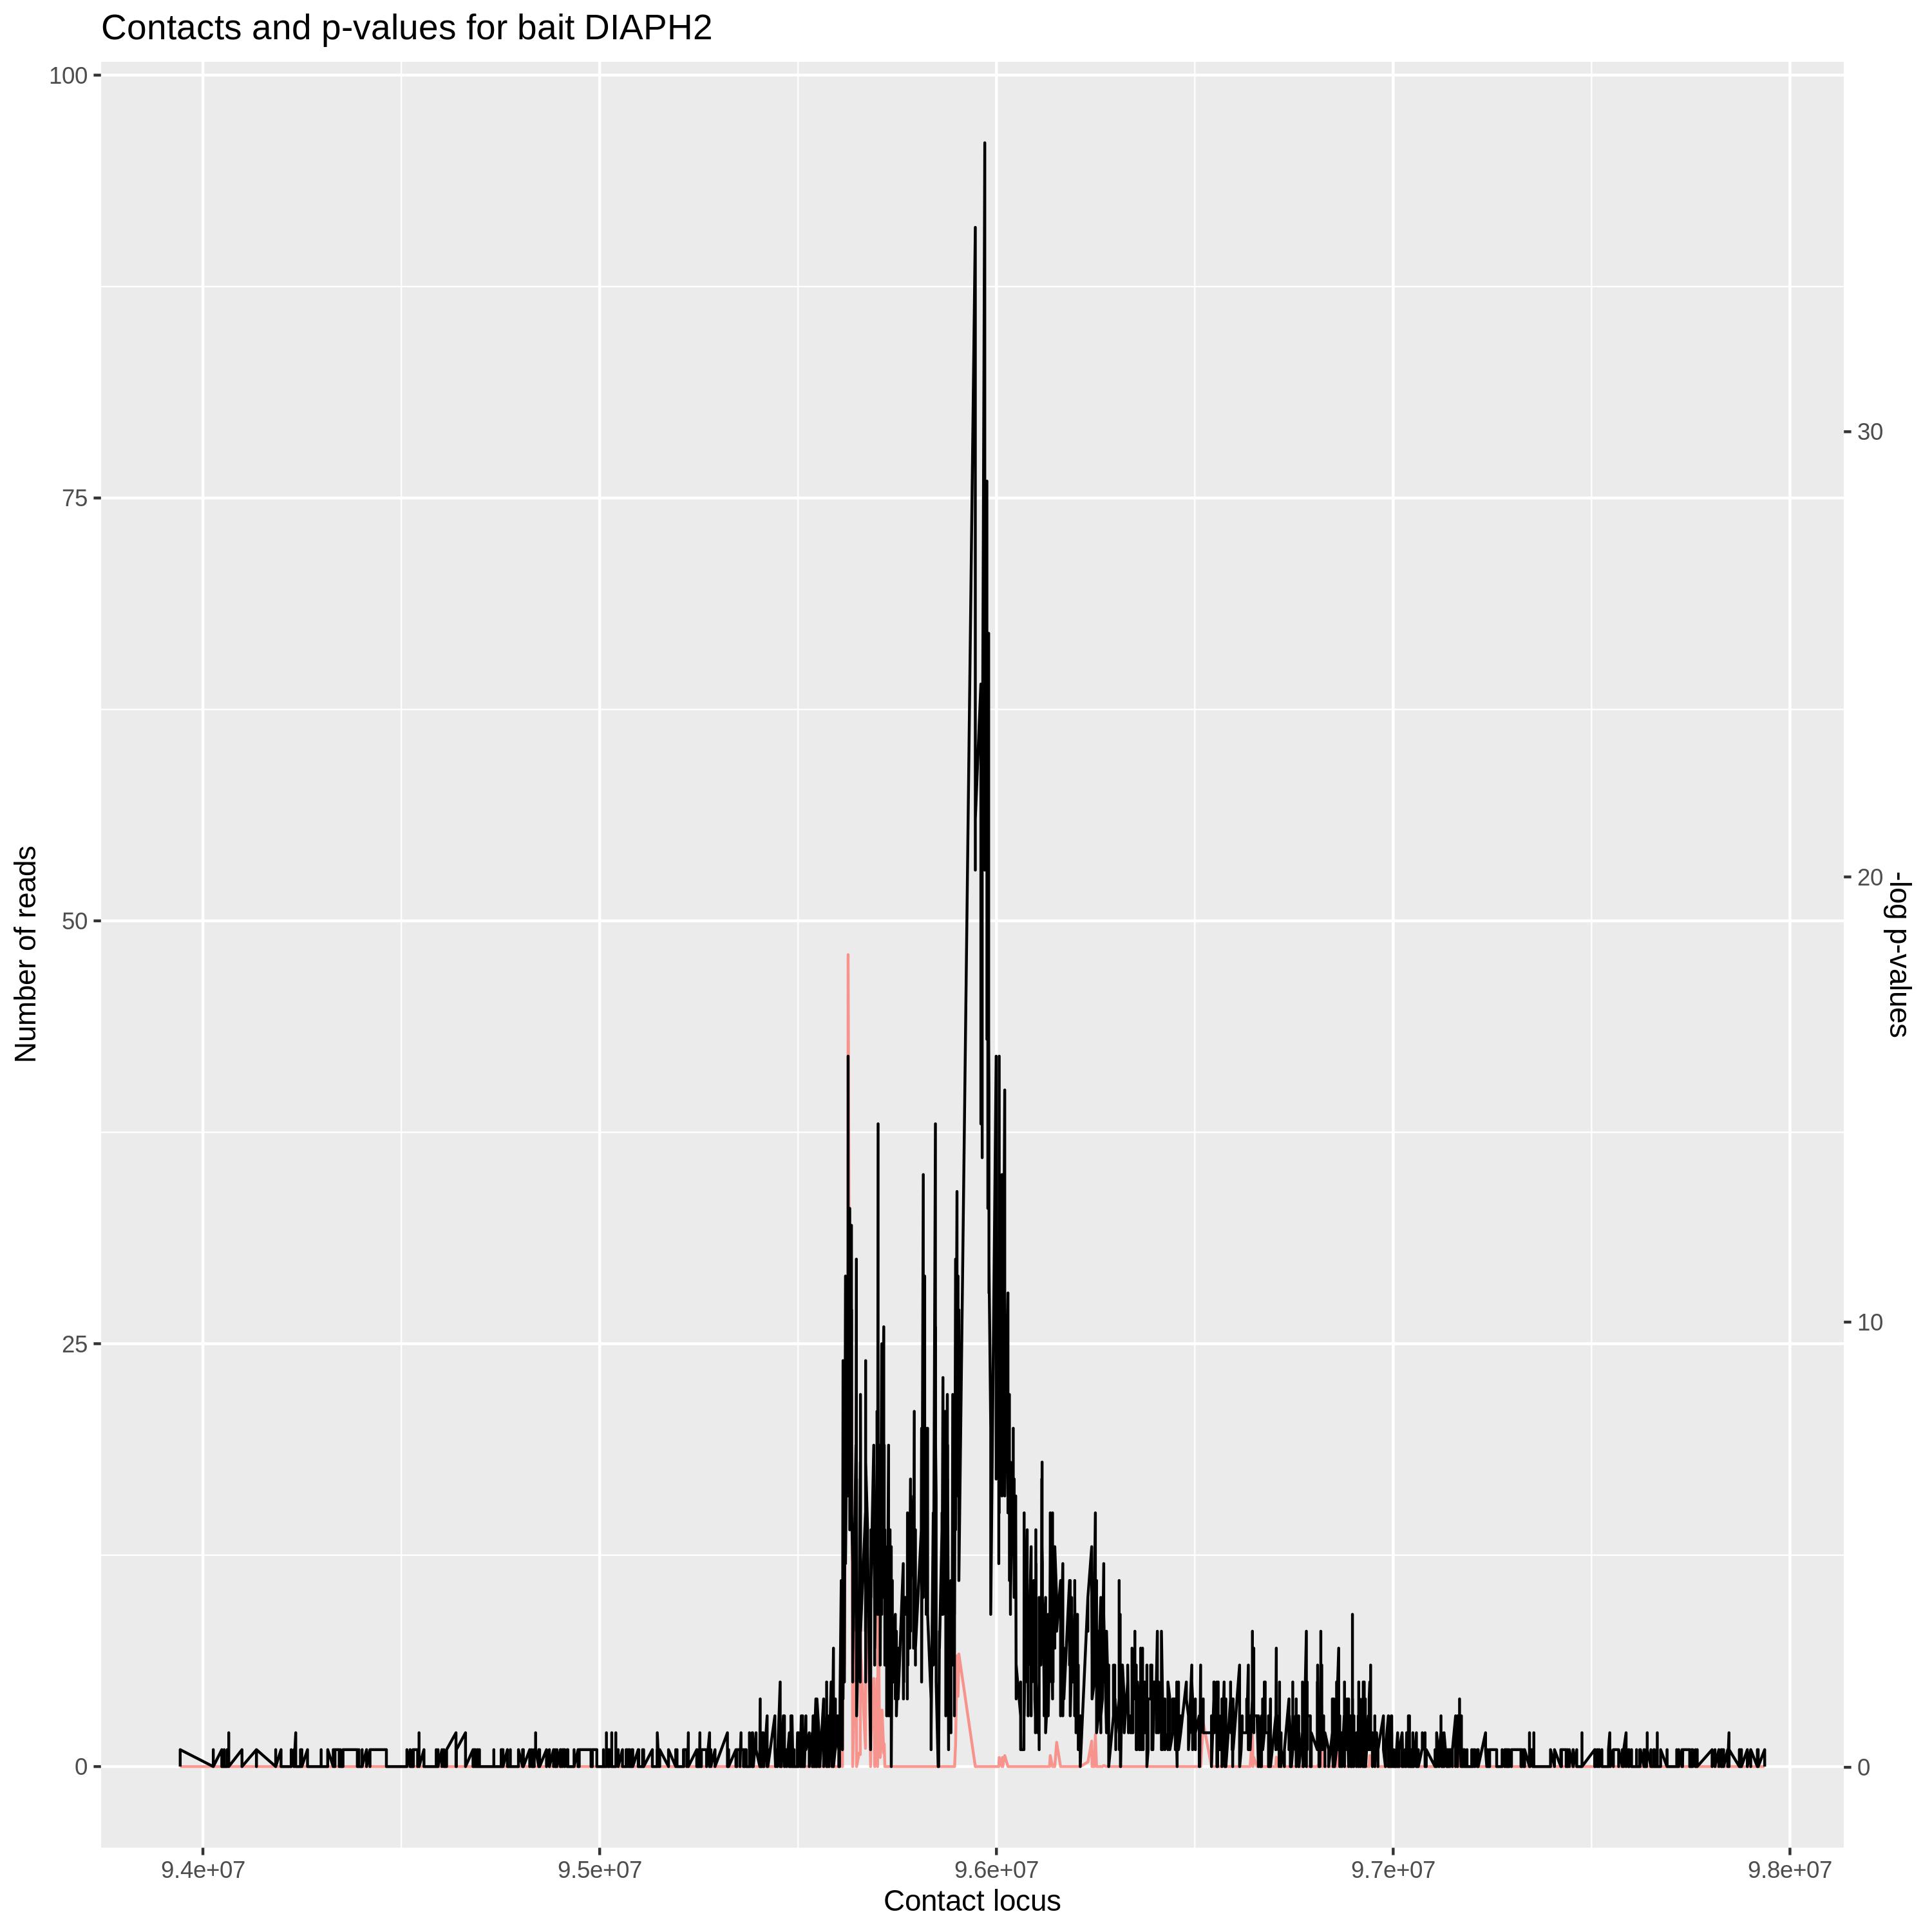 Contacts and p-values for bait DIAPH2
100
75
50
25
0
Number of reads
30
20
10
0
-log p-values
9.4e+07
9.5e+07
9.6e+07
9.7e+07
9.8e+07
Contact locus